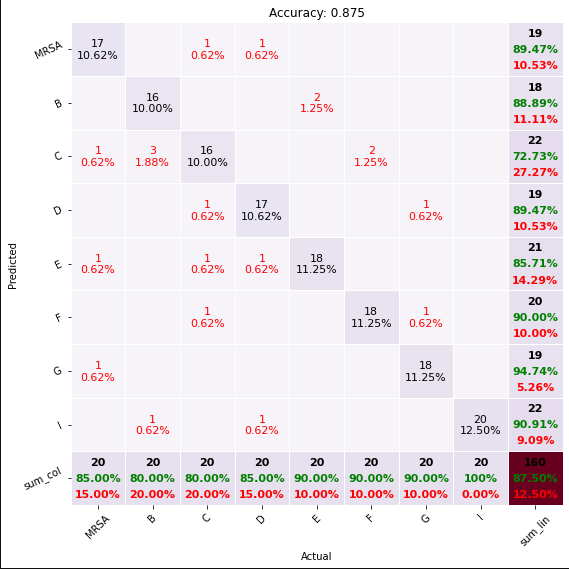 Accuracy: 0.875
MRSA 17 1 1 19
10.62% 0.62% 0.62% 89.47%
10.53%
B 16 2 18
10.00% 1.25% 88.89%
11.11%
C 1 3 16 2 22
0.62% 1.88% 10.00% 1.25% 72.73%
27.27%
D 1 17 1 19
0.62% 10.62% 0.62% 89.47%
10.53%
E 1 1 1 18 21
0.62% 0.62% 0.62% 11.25% 85.71%
14.29%
F 1 18 1 20
0.62% 11.25% 0.62% 90.00%
10.00%
G 1 18 19
0.62% 11.25% 94.74%
5.26%
I 1 1 20 22
0.62% 0.62% 12.50% 90.91%
9.09%
sum_col 20 20 20 20 20 20 20 20 160
85.00% 80.00% 80.00% 85.00% 90.00% 90.00% 90.00% 100% 87.50%
15.00% 20.00% 20.00% 15.00% 10.00% 10.00% 10.00% 0.00% 12.50%
MRSA B C D E F G I sum_lin
Predicted
Actual